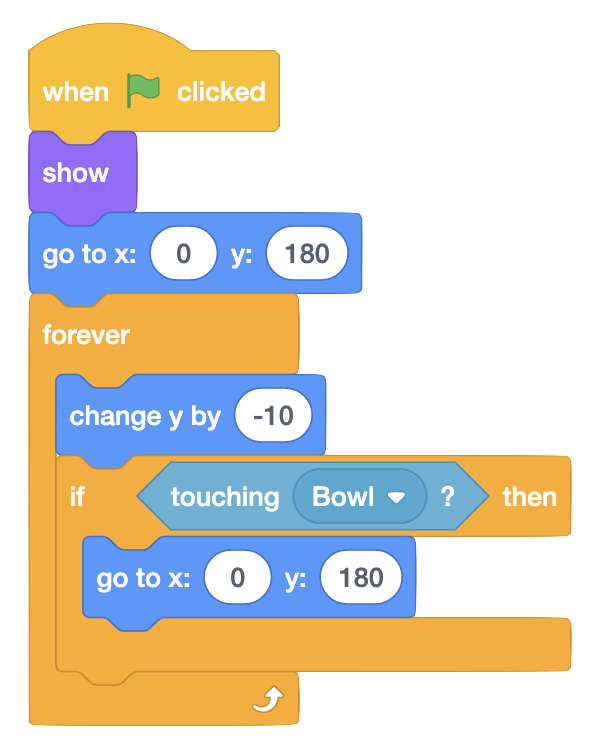 when clicked
show
go to x: 0 y: 180
forever
change y by -10
if touching Bowl ? then
go to x: 0 y: 180